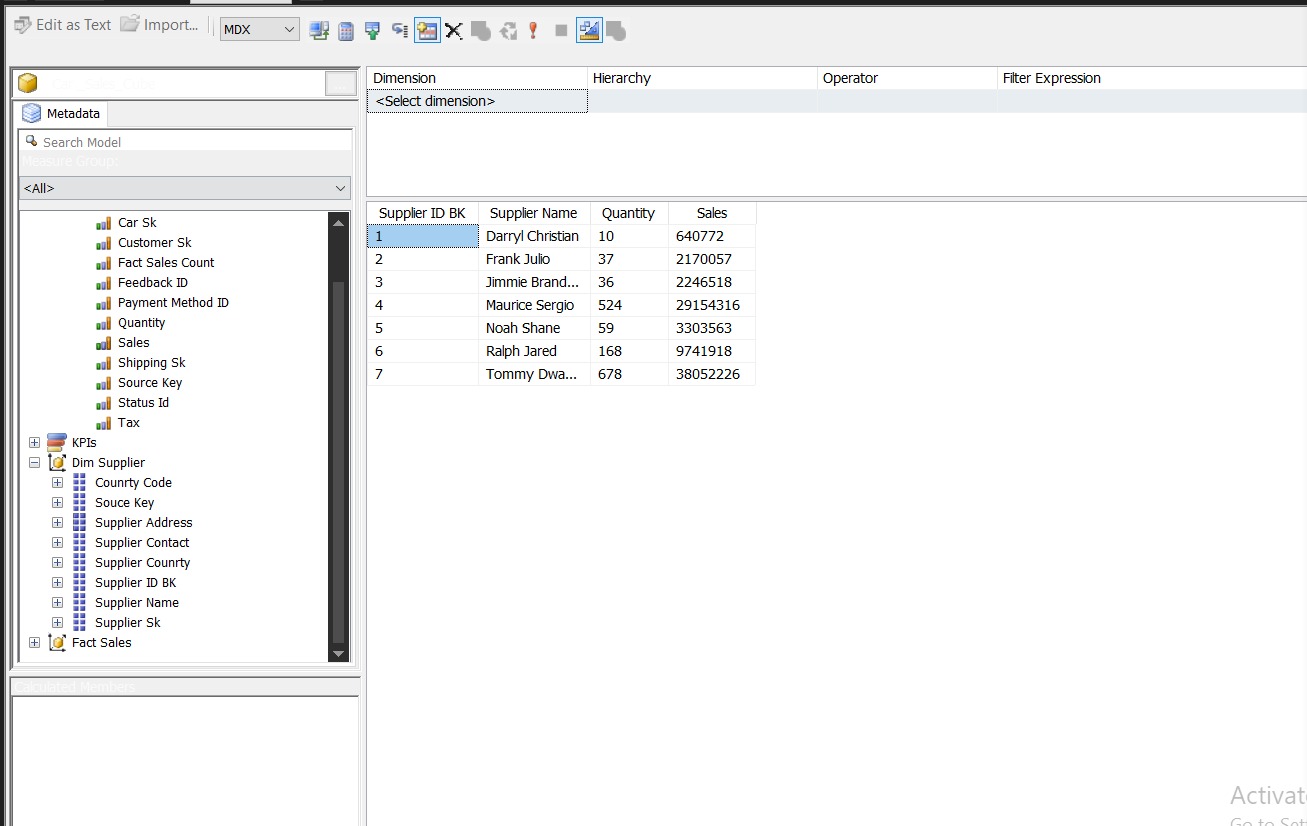 Edit as Text Import... MDX
Dimension Hierarchy Operator Filter Expression
<Select dimension>
Metadata
Search Model
Measure Group:
<All>
Car Sk
Customer Sk
Fact Sales Count
Feedback ID
Payment Method ID
Quantity
Sales
Shipping Sk
Source Key
Status Id
Tax
KPIs
Dim Supplier
Counrty Code
Souce Key
Supplier Address
Supplier Contact
Supplier Counrty
Supplier ID BK
Supplier Name
Supplier Sk
Fact Sales
Calculated Members
Supplier ID BK Supplier Name Quantity Sales
1 Darryl Christian 10 640772
2 Frank Julio 37 2170057
3 Jimmie Brand... 36 2246518
4 Maurice Sergio 524 29154316
5 Noah Shane 59 3303563
6 Ralph Jared 168 9741918
7 Tommy Dwa... 678 38052226
Activat
Go to Set